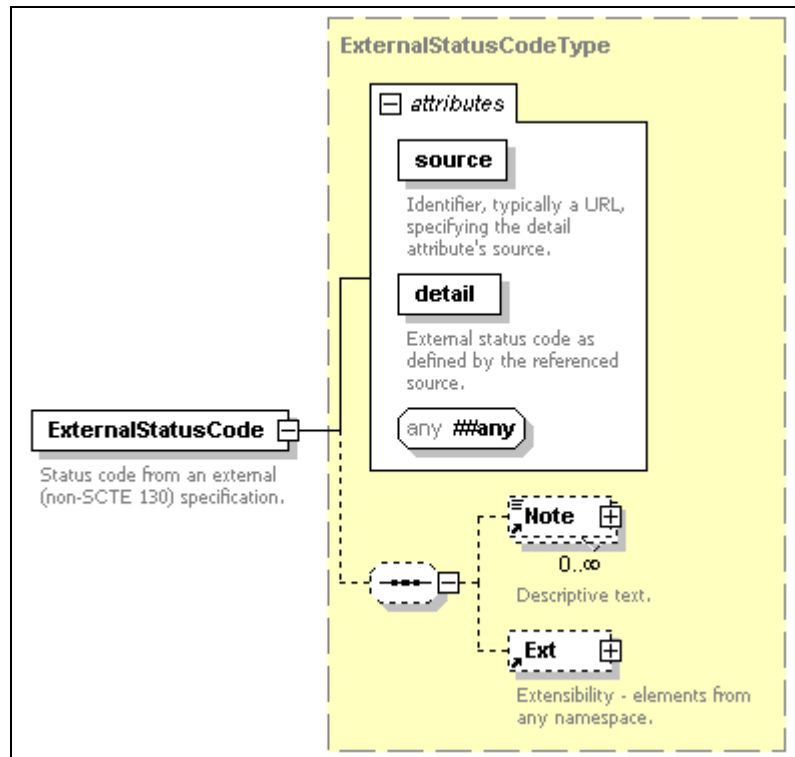 ExternalStatusCodeType
attributes
source
Identifier, typically a URL,
specifying the detail
attribute's source.
detail
External status code as
defined by the referenced
source.
any ##any
ExternalStatusCode
Status code from an external
(non-SCTE 130) specification.
Note
0..∞
Descriptive text.
Ext
Extensibility - elements from
any namespace.